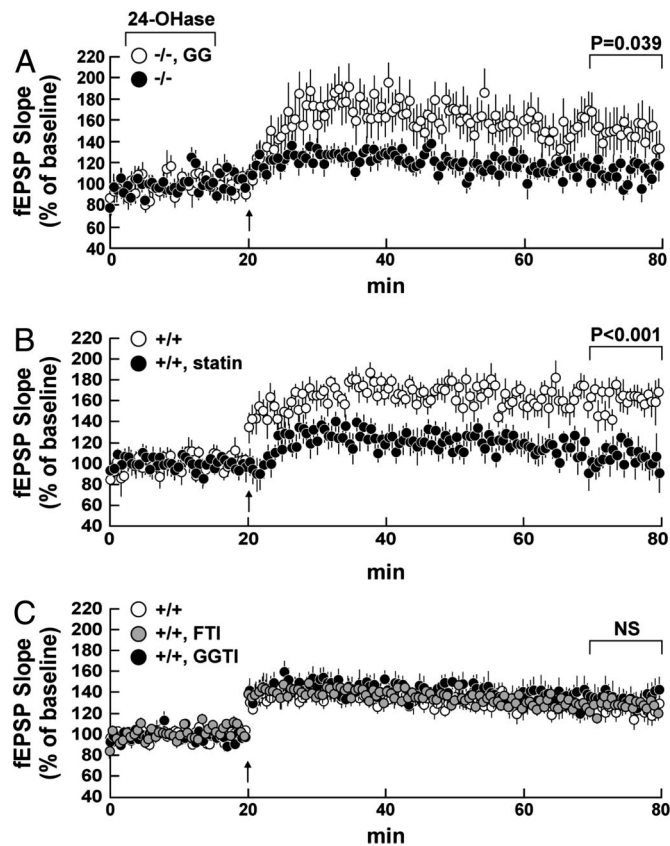 24-OHase
A
-/-, GG
-/-
P=0.039
220
200
180
160
140
120
100
80
60
40
fEPSP Slope
(% of baseline)
0 20 40 60 80
min
B
+/+
+/+, statin
P<0.001
220
200
180
160
140
120
100
80
60
40
fEPSP Slope
(% of baseline)
0 20 40 60 80
min
C
+/+
+/+, FTI
+/+, GGTI
NS
220
200
180
160
140
120
100
80
60
40
fEPSP Slope
(% of baseline)
0 20 40 60 80
min